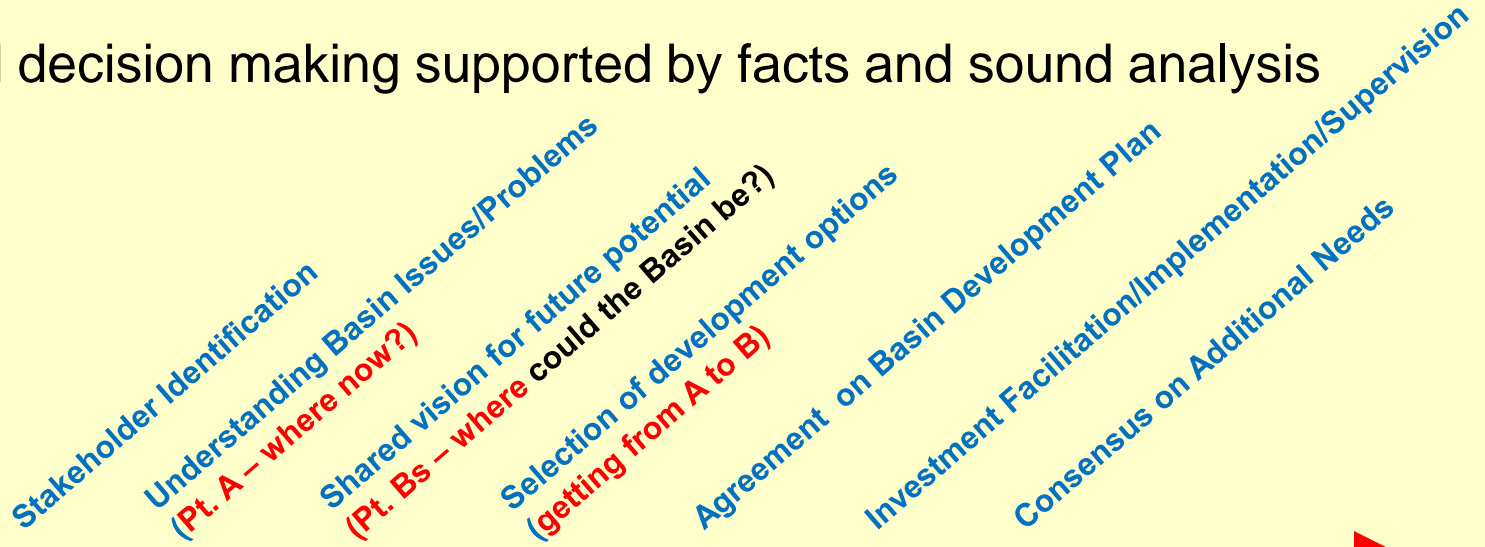 decision making supported by facts and sound analysis
Stakeholder Identification
Understanding Basin Issues/Problems
(Pt. A – where now?)
Shared vision for future potential
(Pt. Bs – where could the Basin be?)
Selection of development options
(getting from A to B)
Agreement on Basin Development Plan
Investment Facilitation/Implementation/Supervision
Consensus on Additional Needs